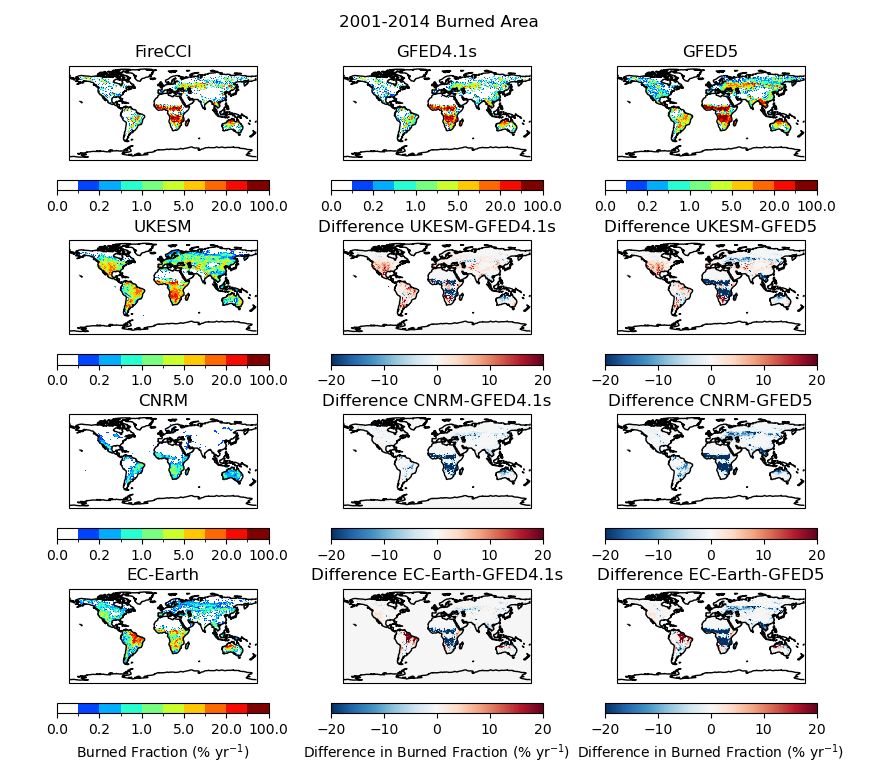 2001-2014 Burned Area
FireCCI GFED4.1s GFED5
0.0 0.2 1.0 5.0 20.0 100.0 0.0 0.2 1.0 5.0 20.0 100.0 0.0 0.2 1.0 5.0 20.0 100.0
UKESM Difference UKESM-GFED4.1s Difference UKESM-GFED5
0.0 0.2 1.0 5.0 20.0 100.0 −20 −10 0 10 20 −20 −10 0 10 20
CNRM Difference CNRM-GFED4.1s Difference CNRM-GFED5
0.0 0.2 1.0 5.0 20.0 100.0 −20 −10 0 10 20 −20 −10 0 10 20
EC-Earth Difference EC-Earth-GFED4.1s Difference EC-Earth-GFED5
0.0 0.2 1.0 5.0 20.0 100.0 −20 −10 0 10 20 −20 −10 0 10 20
Burned Fraction (% yr⁻¹) Difference in Burned Fraction (% yr⁻¹) Difference in Burned Fraction (% yr⁻¹)